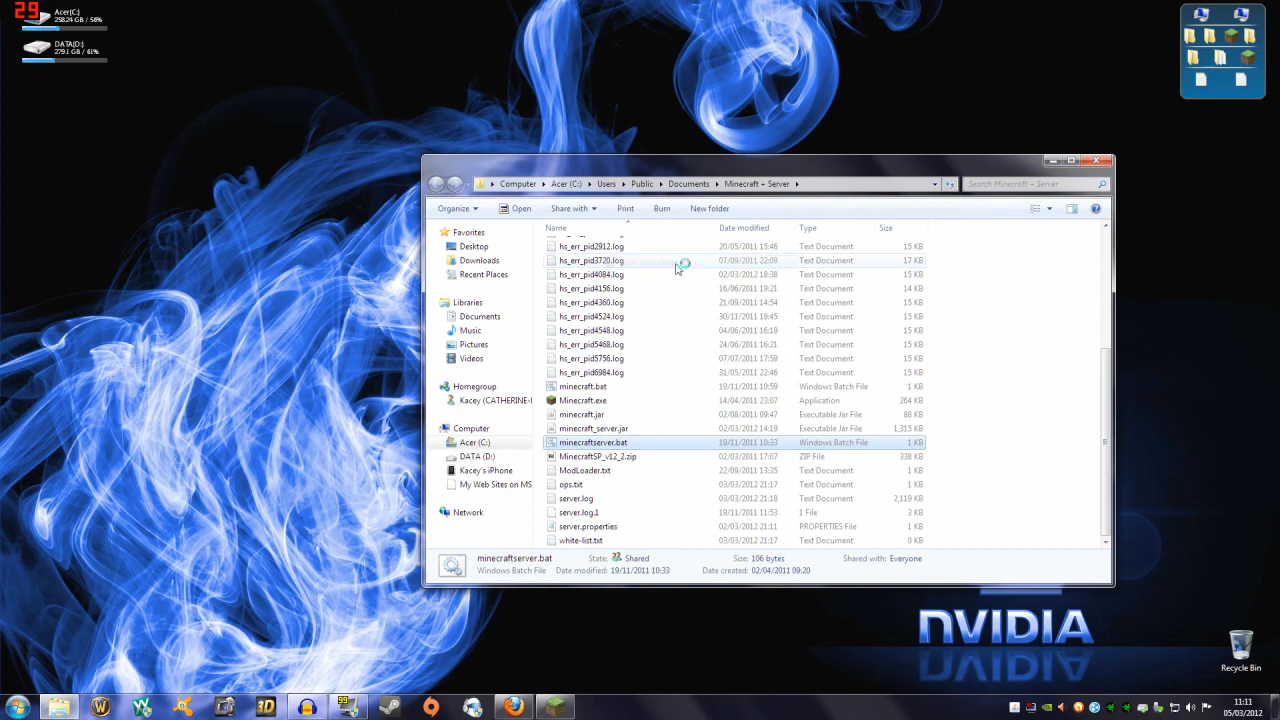 29
Acer(C:)
258.24 GB / 56%
DATA(D:)
279.1 GB / 61%
Computer Acer (C:) Users Public Documents Minecraft + Server
Search Minecraft + Server
Organize Open Share with Print Burn New folder
Name Date modified Type Size
Favorites
Desktop
Downloads
Recent Places
Libraries
Documents
Music
Pictures
Videos
Homegroup
Kacey (CATHERINE-
Computer
Acer (C:)
DATA (D:)
Kacey's iPhone
My Web Sites on MS
Network
hs_err_pid2912.log 20/05/2011 15:46 Text Document 15 KB
hs_err_pid3720.log 07/09/2011 22:09 Text Document 17 KB
hs_err_pid4084.log 02/03/2012 18:38 Text Document 15 KB
hs_err_pid4156.log 16/06/2011 19:21 Text Document 14 KB
hs_err_pid4360.log 21/09/2011 14:54 Text Document 15 KB
hs_err_pid4524.log 30/11/2011 19:45 Text Document 15 KB
hs_err_pid4548.log 04/06/2011 16:19 Text Document 15 KB
hs_err_pid5468.log 24/06/2011 16:21 Text Document 15 KB
hs_err_pid5756.log 07/07/2011 17:59 Text Document 15 KB
hs_err_pid6984.log 31/05/2011 22:46 Text Document 15 KB
minecraft.bat 19/11/2011 10:59 Windows Batch File 1 KB
Minecraft.exe 14/04/2011 23:07 Application 264 KB
minecraft.jar 02/08/2011 09:47 Executable Jar File 88 KB
minecraft_server.jar 02/03/2012 14:19 Executable Jar File 1,315 KB
minecraftserver.bat 19/11/2011 10:33 Windows Batch File 1 KB
MinecraftSP_v12_2.zip 02/03/2012 17:07 ZIP File 338 KB
ModLoader.txt 22/09/2011 13:35 Text Document 1 KB
ops.txt 03/03/2012 21:18 Text Document 1 KB
server.log 03/03/2012 21:18 Text Document 2,119 KB
server.log.1 19/11/2011 11:53 1 File 3 KB
server.properties 02/03/2012 21:11 PROPERTIES File 1 KB
white-list.txt 03/03/2012 21:17 Text Document 0 KB
minecraftserver.bat State: Shared Size: 106 bytes Shared with: Everyone
Windows Batch File Date modified: 19/11/2011 10:33 Date created: 02/04/2011 09:20
NVIDIA
Recycle Bin
3D
99
11:11
05/03/2012